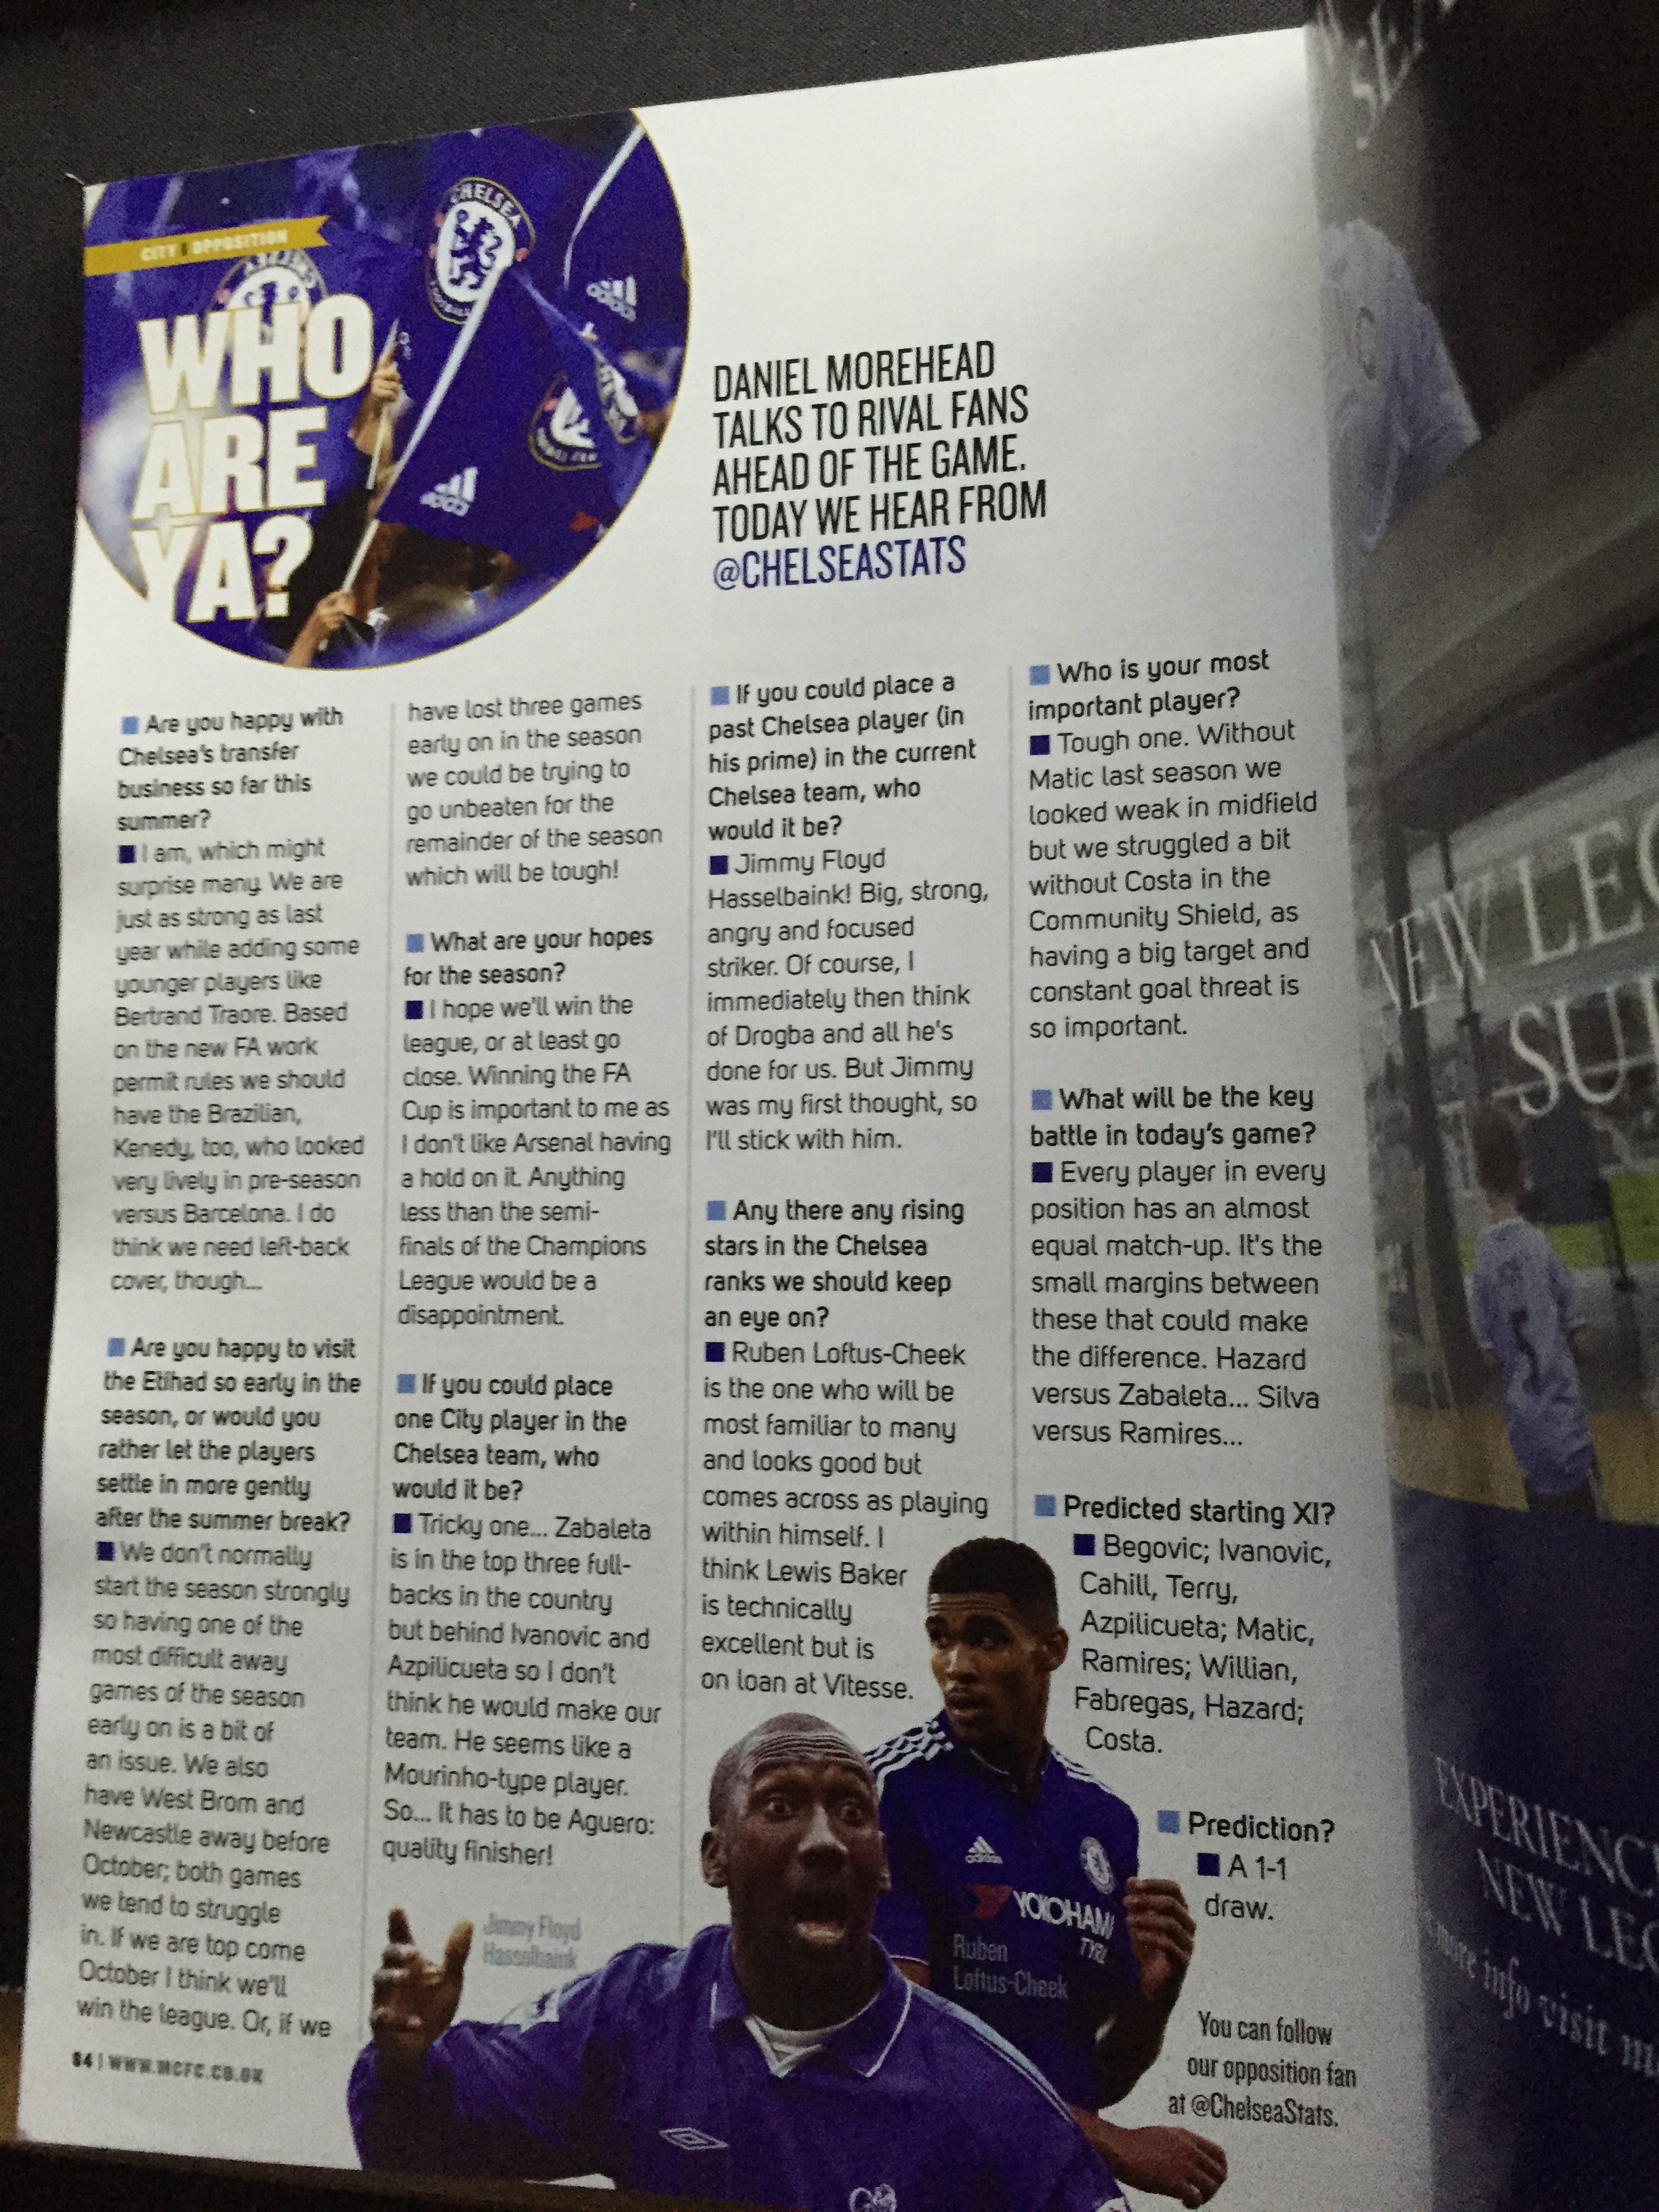 CITY | OPPOSITION
CHELSEA
FOOTBALL
adidas
adidas
WHO
ARE
YA?
DANIEL MOREHEAD
TALKS TO RIVAL FANS
AHEAD OF THE GAME.
TODAY WE HEAR FROM
@CHELSEASTATS
Are you happy with
Chelsea's transfer
business so far this
summer?
I am, which might
surprise many. We are
just as strong as last
year while adding some
younger players like
Bertrand Traore. Based
on the new FA work
permit rules we should
have the Brazilian,
Kenedy, too, who looked
very lively in pre-season
versus Barcelona. I do
think we need left-back
cover, though...
Are you happy to visit
the Etihad so early in the
season, or would you
rather let the players
settle in more gently
after the summer break?
We don't normally
start the season strongly
so having one of the
most difficult away
games of the season
early on is a bit of
an issue. We also
have West Brom and
Newcastle away before
October; both games
we tend to struggle
in. If we are top come
October I think we'll
win the league. Or, if we
have lost three games
early on in the season
we could be trying to
go unbeaten for the
remainder of the season
which will be tough!
What are your hopes
for the season?
I hope we'll win the
league, or at least go
close. Winning the FA
Cup is important to me as
I don't like Arsenal having
a hold on it. Anything
less than the semi-
finals of the Champions
League would be a
disappointment.
If you could place
one City player in the
Chelsea team, who
would it be?
Tricky one... Zabaleta
is in the top three full-
backs in the country
but behind Ivanovic and
Azpilicueta so I don't
think he would make our
team. He seems like a
Mourinho-type player.
So... It has to be Aguero:
quality finisher!
If you could place a
past Chelsea player (in
his prime) in the current
Chelsea team, who
would it be?
Jimmy Floyd
Hasselbaink! Big, strong,
angry and focused
striker. Of course, I
immediately then think
of Drogba and all he's
done for us. But Jimmy
was my first thought, so
I'll stick with him.
Any there any rising
stars in the Chelsea
ranks we should keep
an eye on?
Ruben Loftus-Cheek
is the one who will be
most familiar to many
and looks good but
comes across as playing
within himself. I
think Lewis Baker
is technically
excellent but is
on loan at Vitesse.
Who is your most
important player?
Tough one. Without
Matic last season we
looked weak in midfield
but we struggled a bit
without Costa in the
Community Shield, as
having a big target and
constant goal threat is
so important.
What will be the key
battle in today's game?
Every player in every
position has an almost
equal match-up. It's the
small margins between
these that could make
the difference. Hazard
versus Zabaleta... Silva
versus Ramires...
Predicted starting XI?
Begovic; Ivanovic,
Cahill, Terry,
Azpilicueta; Matic,
Ramires; Willian,
Fabregas, Hazard;
Costa.
Prediction?
A 1-1
draw.
adidas
YOKOHAMA
TYRE
Jimmy Floyd
Hasselbaink
Ruben
Loftus-Cheek
You can follow
our opposition fan
at @ChelseaStats.
84 | WWW.MCFC.CO.UK
NEW LEG
SU
EXPERIENC
NEW LEG
more info visit m